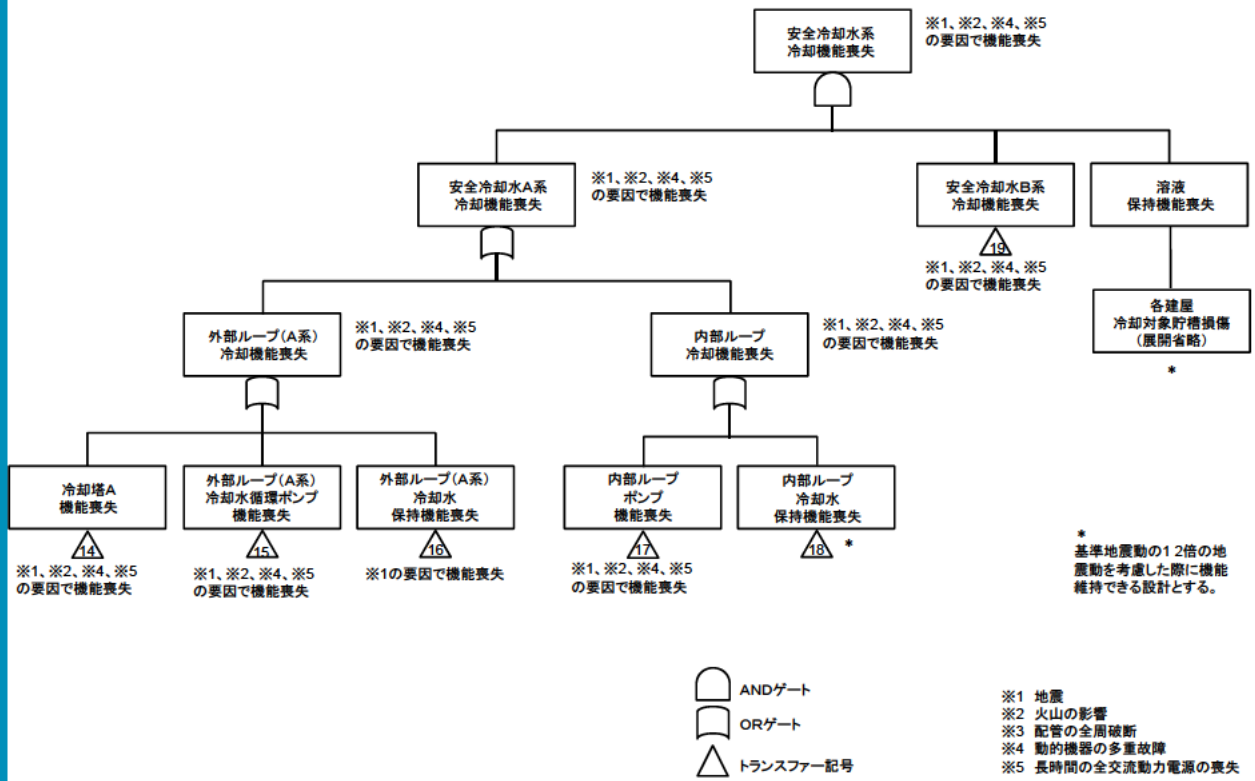 安全冷却水系
冷却機能喪失
※1、※2、※4、※5
の要因で機能喪失
安全冷却水A系
冷却機能喪失
※1、※2、※4、※5
の要因で機能喪失
安全冷却水B系
冷却機能喪失
19
※1、※2、※4、※5
の要因で機能喪失
溶液
保持機能喪失
各建屋
冷却対象貯槽損傷
(展開省略)
*
外部ループ(A系)
冷却機能喪失
※1、※2、※4、※5
の要因で機能喪失
内部ループ
冷却機能喪失
※1、※2、※4、※5
の要因で機能喪失
冷却塔A
機能喪失
14
※1、※2、※4、※5
の要因で機能喪失
外部ループ(A系)
冷却水循環ポンプ
機能喪失
15
※1、※2、※4、※5
の要因で機能喪失
外部ループ(A系)
冷却水
保持機能喪失
16
※1の要因で機能喪失
内部ループ
ポンプ
機能喪失
17
※1、※2、※4、※5
の要因で機能喪失
内部ループ
冷却水
保持機能喪失
18 *
*
基準地震動の1 2倍の地
震動を考慮した際に機能
維持できる設計とする。
ANDゲート
ORゲート
トランスファー記号
※1 地震
※2 火山の影響
※3 配管の全周破断
※4 動的機器の多重故障
※5 長時間の全交流動力電源の喪失